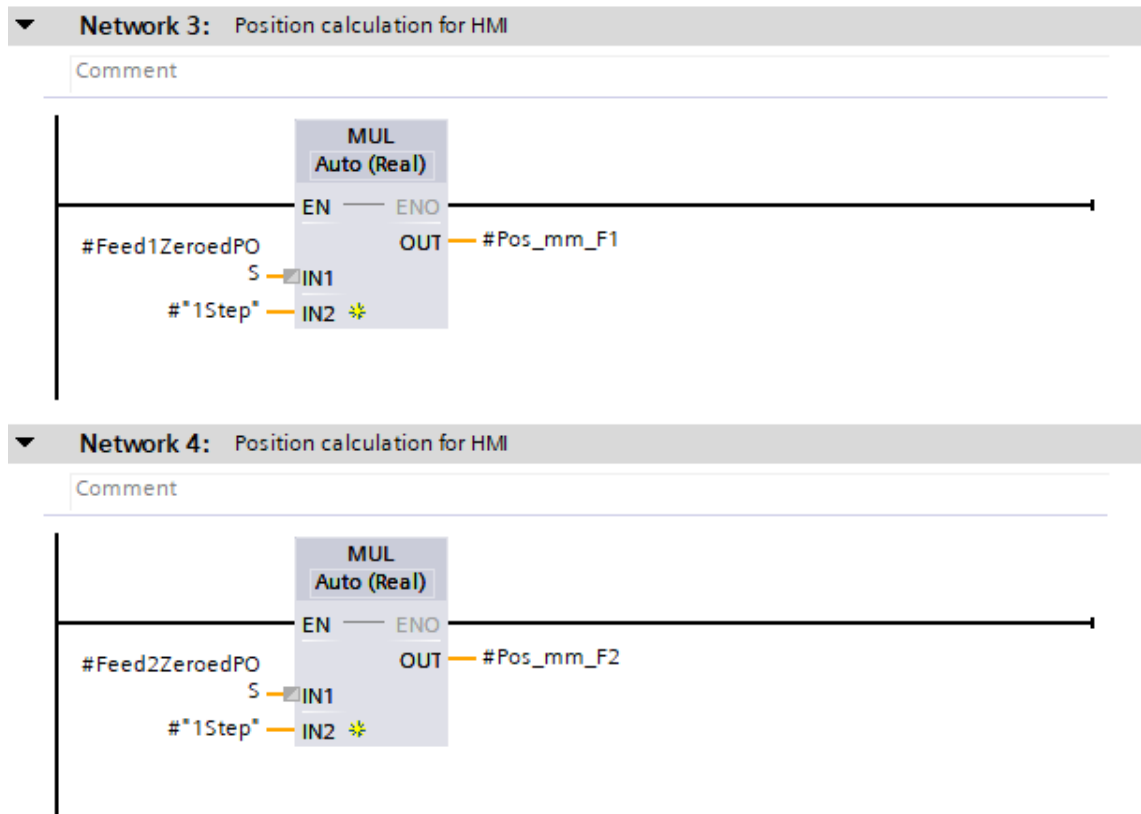 Network 3: Position calculation for HMI
Comment
MUL
Auto (Real)
EN ENO
#Feed1ZeroedPO
S
OUT #Pos_mm_F1
IN1
#"1Step" IN2
Network 4: Position calculation for HMI
Comment
MUL
Auto (Real)
EN ENO
#Feed2ZeroedPO
S
OUT #Pos_mm_F2
IN1
#"1Step" IN2